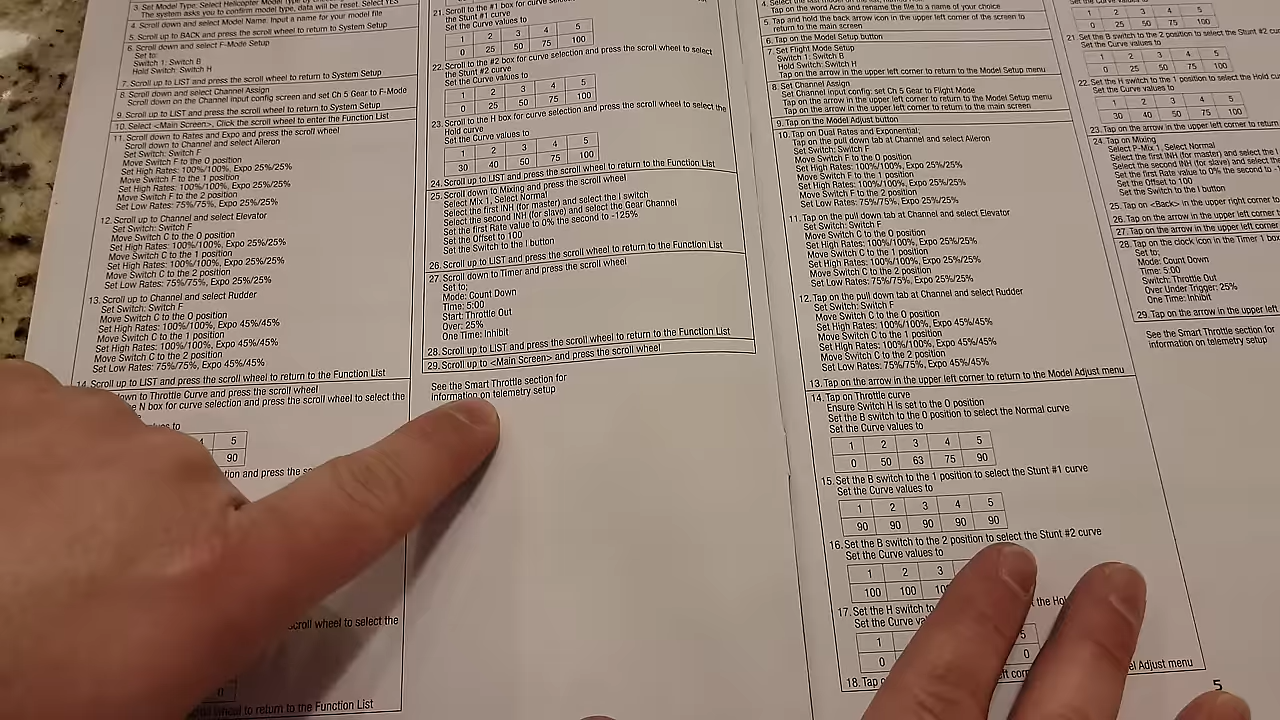 3. Set Model Type: Select Helicopter Model Type by
The system asks you to confirm model type, data will be reset. Select YES
4. Scroll down and select Model Name: Input a name for your model file
5. Scroll up to BACK and press the scroll wheel to return to System Setup
6. Scroll down and select F-Mode Setup
Set to:
Switch 1: Switch B
Hold Switch: Switch H
7. Scroll up to LIST and press the scroll wheel to return to System Setup
8. Scroll down and select Channel Assign
Scroll down on the Channel input config screen and set Ch 5 Gear to F-Mode
9. Scroll up to LIST and press the scroll wheel to return to System Setup
10. Select <Main Screen>, Click the scroll wheel to enter the Function List
11. Scroll down to Rates and Expo and press the scroll wheel
Scroll down to Channel and select Aileron
Set Switch: Switch F
Move Switch F to the 0 position
Set High Rates: 100%/100%, Expo 25%/25%
Move Switch F to the 1 position
Set High Rates: 100%/100%, Expo 25%/25%
Move Switch F to the 2 position
Set Low Rates: 75%/75%, Expo 25%/25%
12. Scroll up to Channel and select Elevator
Set Switch: Switch F
Move Switch C to the 0 position
Set High Rates: 100%/100%, Expo 25%/25%
Move Switch C to the 1 position
Set High Rates: 100%/100%, Expo 25%/25%
Move Switch C to the 2 position
Set Low Rates: 75%/75%, Expo 25%/25%
13. Scroll up to Channel and select Rudder
Set Switch: Switch F
Move Switch C to the 0 position
Set High Rates: 100%/100%, Expo 45%/45%
Move Switch C to the 1 position
Set High Rates: 100%/100%, Expo 45%/45%
Move Switch C to the 2 position
Set Low Rates: 75%/75%, Expo 45%/45%
14. Scroll up to LIST and press the scroll wheel to return to the Function List
down to Throttle Curve and press the scroll wheel
N box for curve selection and press the scroll wheel to select the
to
4 5
90
and press the
scroll wheel to select the
0
wheel to return to the Function List
21. Scroll to the #1 box for curve
the Stunt #1 curve
Set the Curve values to
1 2 3 4 5
0 25 50 75 100
22. Scroll to the #2 box for curve selection and press the scroll wheel to select
the Stunt #2 curve
Set the Curve values to
1 2 3 4 5
0 25 50 75 100
23. Scroll to the H box for curve selection and press the scroll wheel to select the
Hold curve
Set the Curve values to
1 2 3 4 5
30 40 50 75 100
24. Scroll up to LIST and press the scroll wheel to return to the Function List
25. Scroll down to Mixing and press the scroll wheel
Select Mix 1, Select Normal
Select the first INH (for master) and select the I switch
Select the second INH (for slave) and select the Gear Channel
Set the first Rate value to 0% the second to -125%
Set the Offset to 100
Set the Switch to the I button
26. Scroll up to LIST and press the scroll wheel to return to the Function List
27. Scroll down to Timer and press the scroll wheel
Set to:
Mode: Count Down
Time: 5:00
Start: Throttle Out
Over: 25%
One Time: Inhibit
28. Scroll up to LIST and press the scroll wheel to return to the Function List
29. Scroll up to <Main Screen> and press the scroll wheel
See the Smart Throttle section for
information on telemetry setup
Tap on the word Acro and the file to a name of your choice
5. Tap and hold the back arrow icon in the upper left corner of the screen to
return to the main screen
6. Tap on the Model Setup button
7. Set Flight Mode Setup
Switch 1: Switch B
Hold Switch: Switch H
Tap on the arrow in the upper left corner to return to the Model Setup menu
8. Set Channel Assign
Set Channel Input Config: set Ch 5 Gear to Flight Mode
Tap on the arrow in the upper left corner to return to the Model Setup menu
Tap on the arrow in the upper left corner to return to the main screen
9. Tap on the Model Adjust button
10. Tap on Dual Rates and Exponential;
Tap on the pull down tab at Channel and select Aileron
Set Switch: Switch F
Move Switch F to the 0 position
Set High Rates: 100%/100%, Expo 25%/25%
Move Switch F to the 1 position
Set High Rates: 100%/100%, Expo 25%/25%
Move Switch F to the 2 position
Set Low Rates: 75%/75%, Expo 25%/25%
11. Tap on the pull down tab at Channel and select Elevator
Set Switch: Switch F
Move Switch C to the 0 position
Set High Rates: 100%/100%, Expo 25%/25%
Move Switch C to the 1 position
Set High Rates: 100%/100%, Expo 25%/25%
Move Switch C to the 2 position
Set Low Rates: 75%/75%, Expo 25%/25%
12. Tap on the pull down tab at Channel and select Rudder
Set Switch: Switch F
Move Switch C to the 0 position
Set High Rates: 100%/100%, Expo 45%/45%
Move Switch C to the 1 position
Set High Rates: 100%/100%, Expo 45%/45%
Move Switch C to the 2 position
Set Low Rates: 75%/75%, Expo 45%/45%
13. Tap on the arrow in the upper left corner to return to the Model Adjust menu
14. Tap on Throttle curve
Ensure Switch H is set to the 0 position
Set the B switch to the 0 position to select the Normal curve
Set the Curve values to
1 2 3 4 5
0 50 63 75 90
15. Set the B switch to the 1 position to select the Stunt #1 curve
Set the Curve values to
1 2 3 4 5
90 90 90 90 90
16. Set the B switch to the 2 position to select the Stunt #2 curve
Set the Curve values to
1 2 3
100 100
17. Set the H switch to the
Set the Curve
1 5
0 0
18. Tap Adjust menu
1 2 3 4 5
0 25 50 75 100
21. Set the B switch to the 2 position to select the Stunt #2
Set the Curve values to
1 2 3 4 5
0 25 50 75 100
22. Set the H switch to the 1 position to select the Hold
Set the Curve values to
1 2 3 4 5
30 40 50 75 100
23. Tap on the arrow in the upper left corner to return
24. Tap on Mixing
Select P-Mix 1, Select Normal
Select the first INH (for master) and select the
Select the second INH (for slave) and select the
Set the first Rate value to 0% the second to
Set the Offset to 100
Set the Switch to the I button
25. Tap on <Back> in the upper right corner to
26. Tap on the arrow in the upper left corner
27. Tap on the arrow in the upper left corner
28. Tap on the clock icon in the Timer 1
Set to;
Mode: Count Down
Time: 5:00
Switch: Throttle Out
Over Under Trigger: 25%
One Time: Inhibit
29. Tap on the arrow in the upper left
See the Smart Throttle section for
information on telemetry setup
5